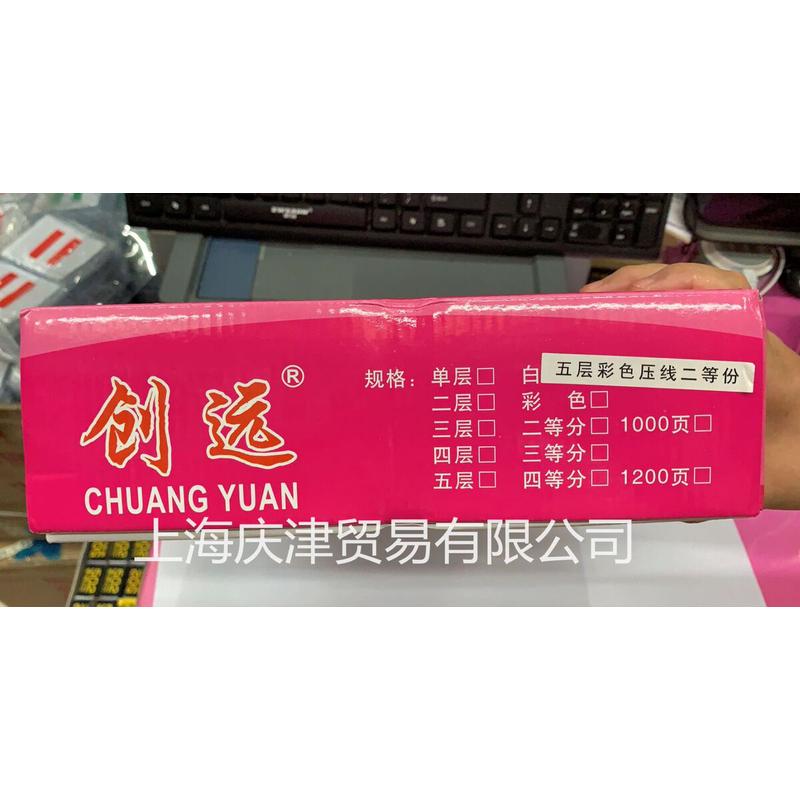 五层彩色压线二等份
创远®
CHUANG YUAN
规格：单层□ 白
二层□ 彩 色□
三层□ 二等分□ 1000页□
四层□ 三等分□
五层□ 四等分□ 1200页□
上海庆津贸易有限公司